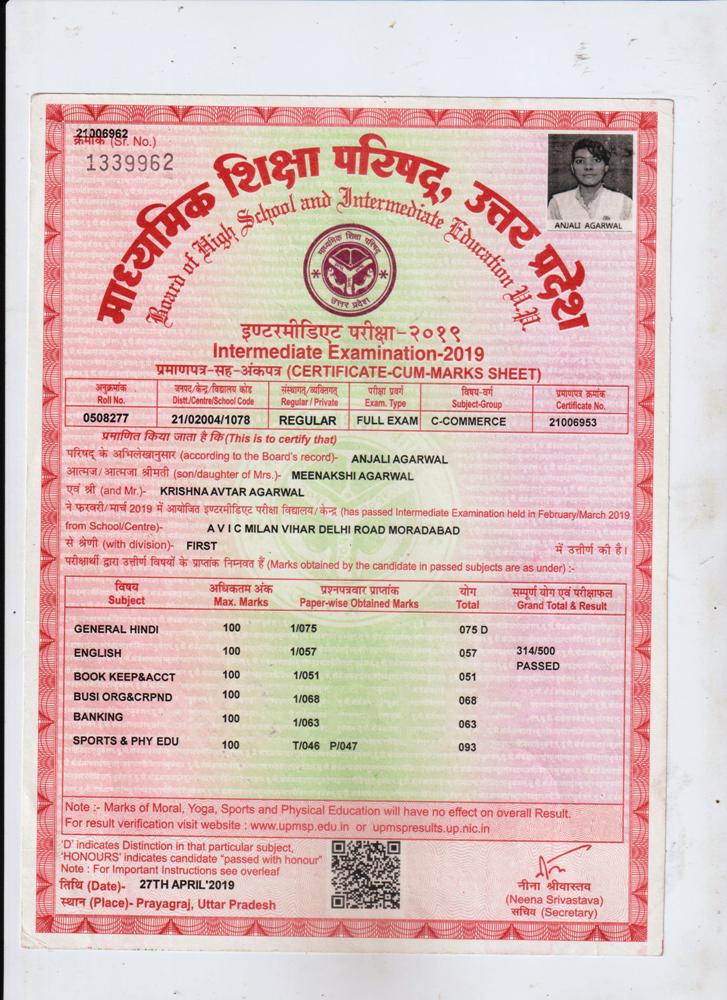 21006962
क्रमांक (Sr. No.)
1339962
ANJALI AGARWAL
माध्यमिक शिक्षा परिषद्, उत्तर प्रदेश
Board of High School and Intermediate Education U.P.
माध्यमिक शिक्षा परिषद
उत्तर प्रदेश
इण्टरमीडिएट परीक्षा-२०१९
Intermediate Examination-2019
प्रमाणपत्र-सह-अंकपत्र (CERTIFICATE-CUM-MARKS SHEET)
अनुक्रमांक जनपद/केन्द्र/विद्यालय कोड संस्थागत/व्यक्तिगत परीक्षा प्रवर्ग विषय-वर्ग प्रमाणपत्र क्रमांक
Roll No. Distt./Centre/School Code Regular / Private Exam. Type Subject-Group Certificate No.
0508277 21/02004/1078 REGULAR FULL EXAM C-COMMERCE 21006953
प्रमाणित किया जाता है कि (This is to certify that)
परिषद् के अभिलेखानुसार (according to the Board's record)- ANJALI AGARWAL
आत्मज/आत्मजा श्रीमती (son/daughter of Mrs.)- MEENAKSHI AGARWAL
एवं श्री (and Mr.)- KRISHNA AVTAR AGARWAL
ने फरवरी/मार्च 2019 में आयोजित इण्टरमीडिएट परीक्षा विद्यालय/केन्द्र (has passed Intermediate Examination held in February/March 2019
from School/Centre)- A V I C MILAN VIHAR DELHI ROAD MORADABAD
से श्रेणी (with division)- FIRST में उत्तीर्ण की है।
परीक्षार्थी द्वारा उत्तीर्ण विषयों के प्राप्तांक निम्नवत हैं (Marks obtained by the candidate in passed subjects are as under) :-
विषय अधिकतम अंक प्रश्नपत्रवार प्राप्तांक योग सम्पूर्ण योग एवं परीक्षाफल
Subject Max. Marks Paper-wise Obtained Marks Total Grand Total & Result
GENERAL HINDI 100 1/075 075 D
ENGLISH 100 1/057 057 314/500
PASSED
BOOK KEEP&ACCT 100 1/051 051
BUSI ORG&CRPND 100 1/068 068
BANKING 100 1/063 063
SPORTS & PHY EDU 100 T/046 P/047 093
Note :- Marks of Moral, Yoga, Sports and Physical Education will have no effect on overall Result.
For result verification visit website : www.upmsp.edu.in or upmspresults.up.nic.in
'D' indicates Distinction in that particular subject,
'HONOURS' indicates candidate "passed with honour"
Note : For Important Instructions see overleaf
तिथि (Date)- 27TH APRIL'2019
स्थान (Place)- Prayagraj, Uttar Pradesh
नीना श्रीवास्तव
(Neena Srivastava)
सचिव (Secretary)